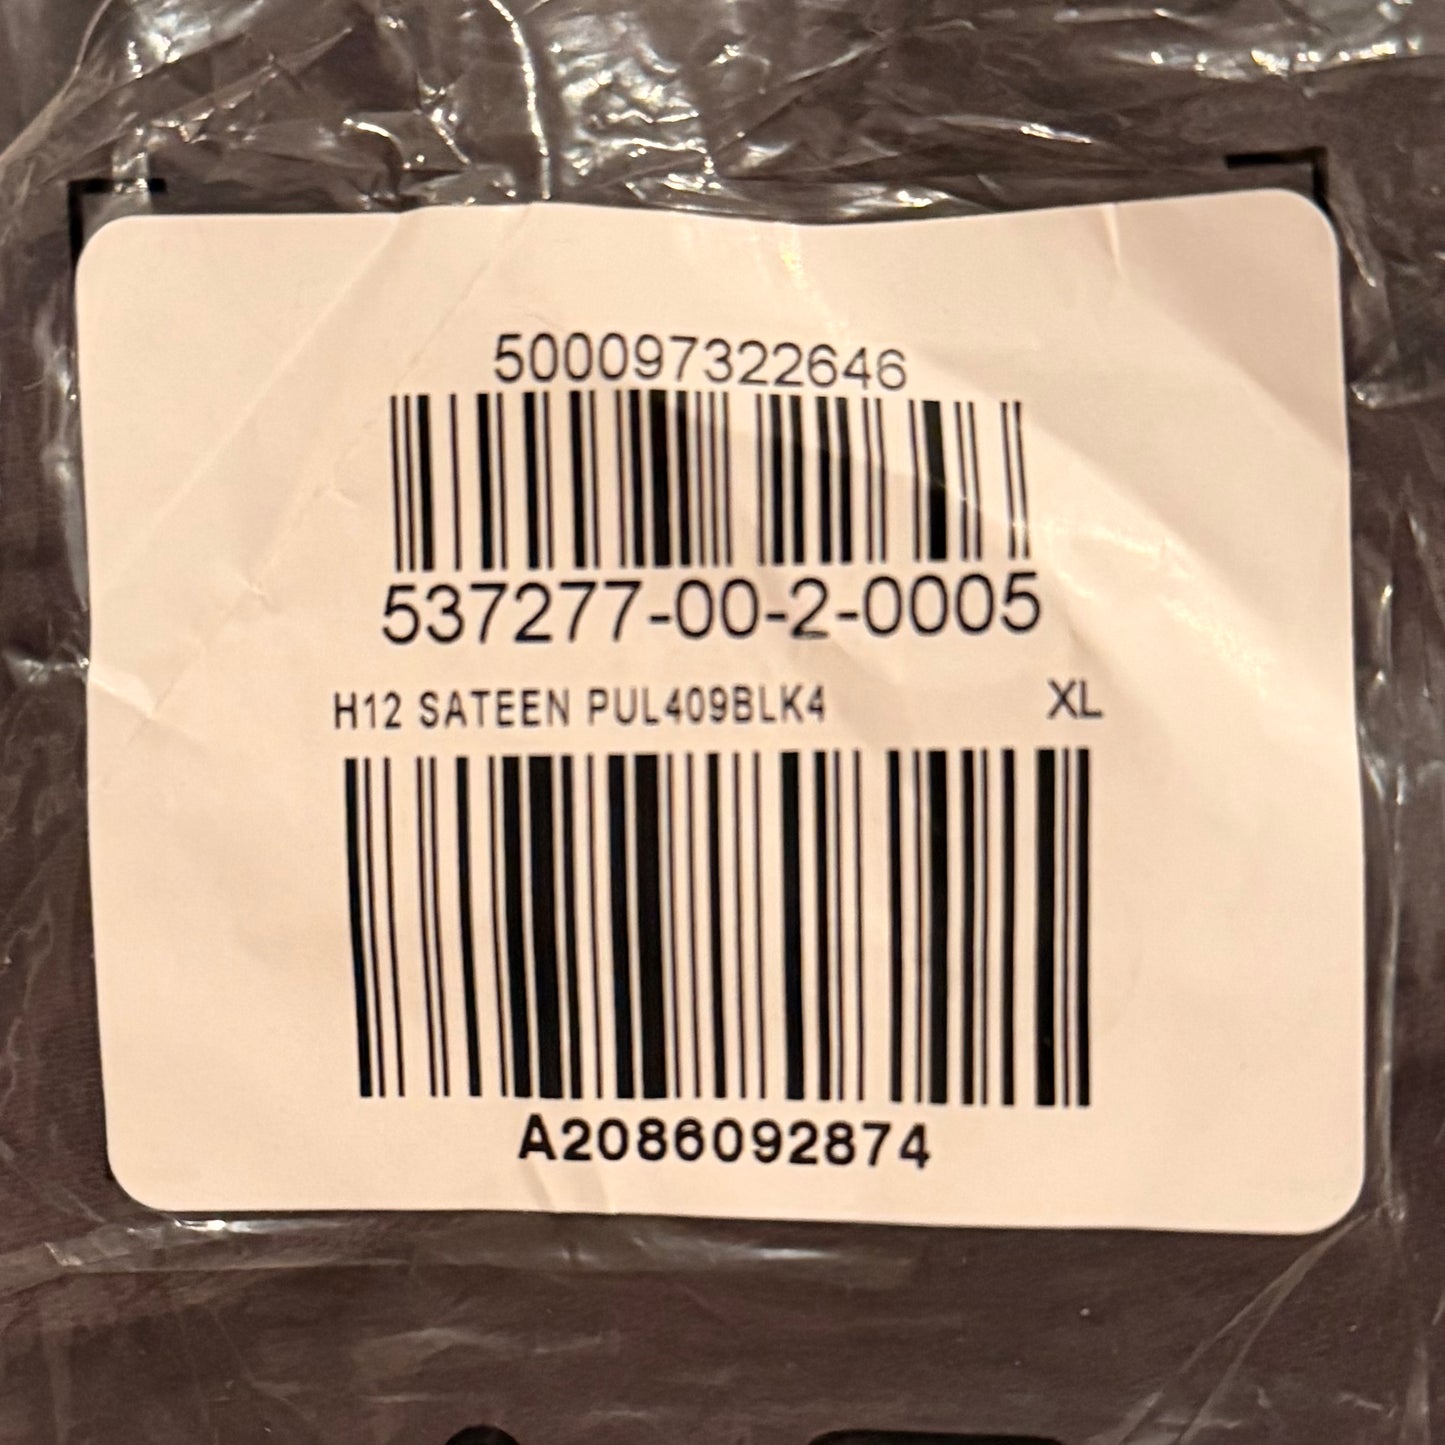 500097322646
537277-00-2-0005
H12 SATEEN PUL409BLK4 XL
A2086092874